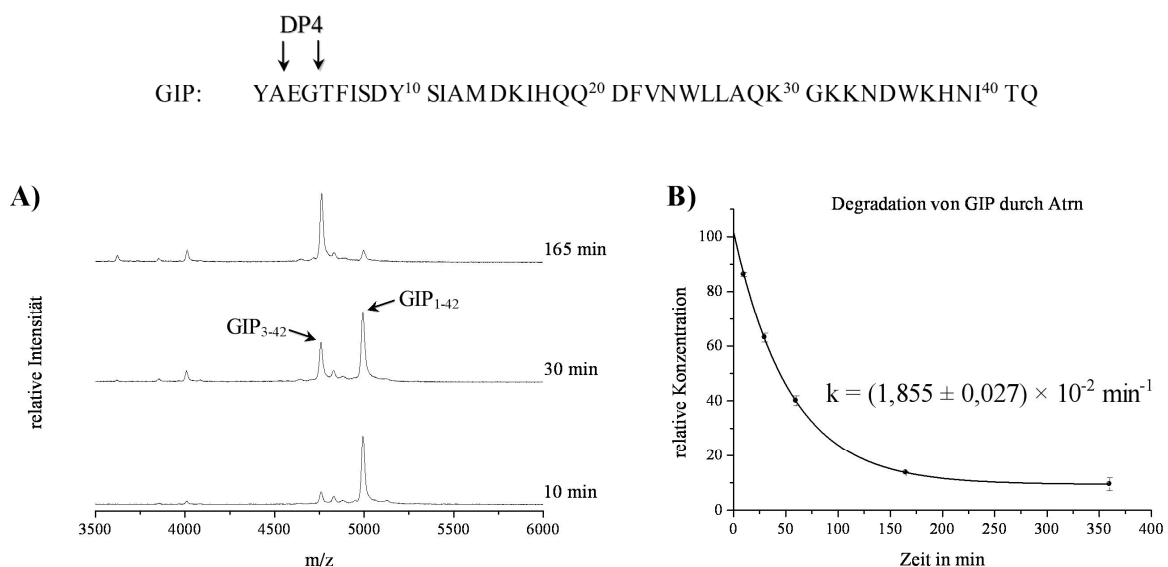 DP4
GIP: YAEGTFISDY¹⁰ SIAMDKIHQQ²⁰ DFVNWLLAQK³⁰ GKKNDWKHNI⁴⁰ TQ
A)
relative Intensität
165 min
GIP₁₋₄₂
GIP₃₋₄₂
30 min
10 min
3500 4000 4500 5000 5500 6000
m/z
B)
Degradation von GIP durch Atrn
relative Konzentration
100
80
60
40
20
0
k = (1,855 ± 0,027) × 10⁻² min⁻¹
0 50 100 150 200 250 300 350 400
Zeit in min